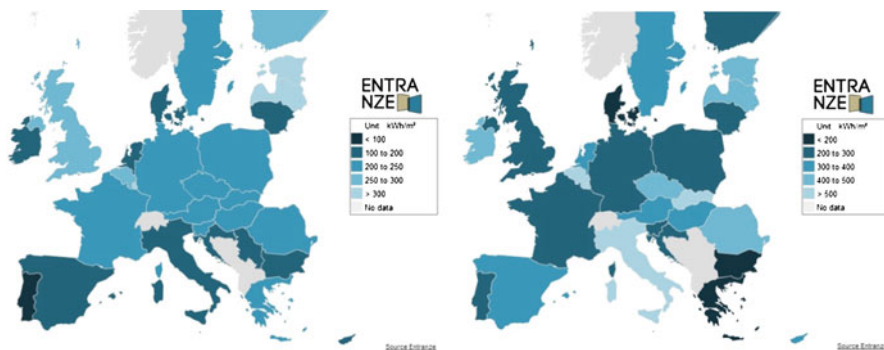 ENTRA
NZE
Unit kWh/m²
< 100
100 to 200
200 to 250
250 to 300
> 300
No data
Source Entranze
ENTRA
NZE
Unit kWh/m²
< 200
200 to 300
300 to 400
400 to 500
> 500
No data
Source Entranze